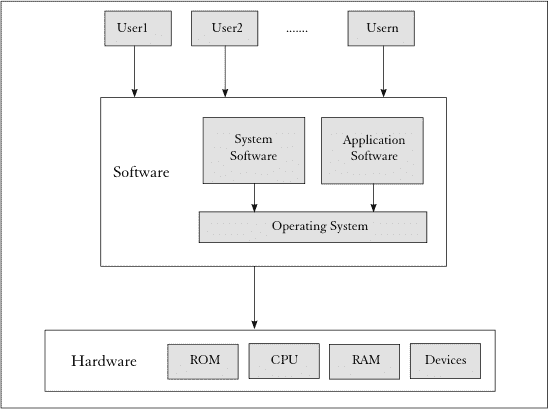 User1 User2 ....... Usern
System Software
Application Software
Software
Operating System
Hardware ROM CPU RAM Devices